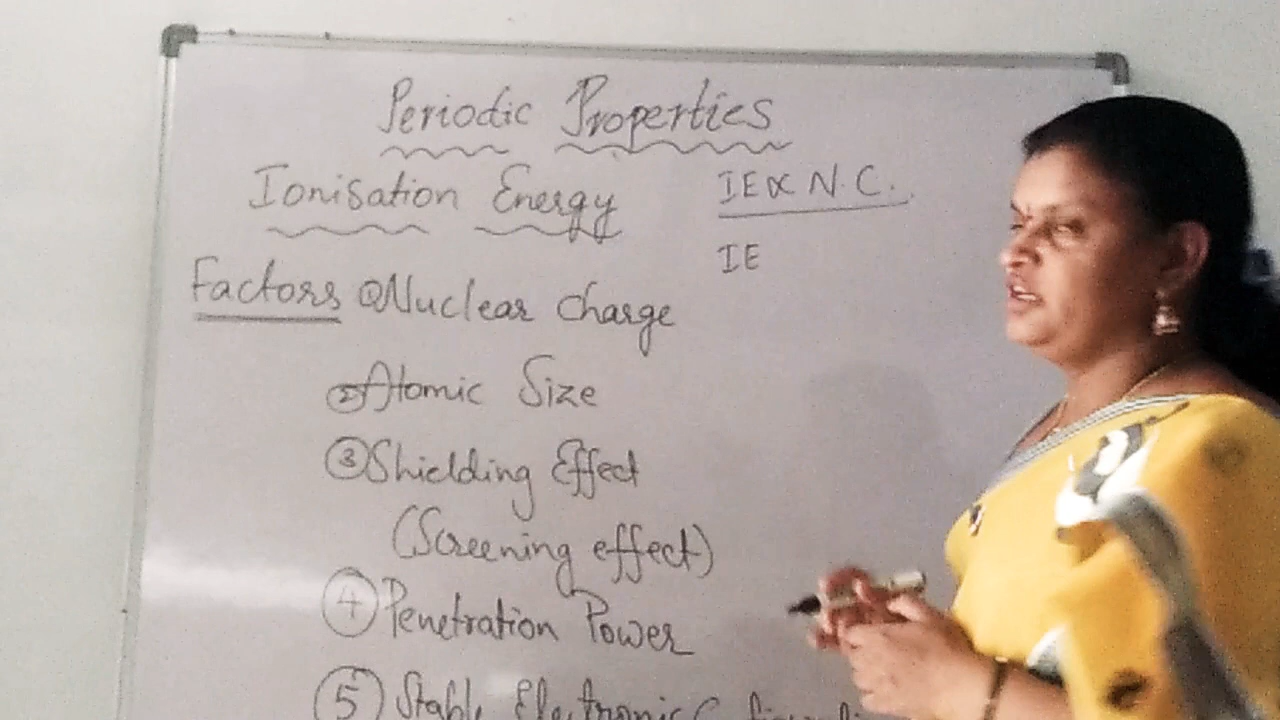 Periodic Properties
Ionisation Energy
IE ∝ N.C.
IE
Factors ① Nuclear Charge
② Atomic Size
③ Shielding Effect
(Screening effect)
④ Penetration Power
⑤ Stable Electronic